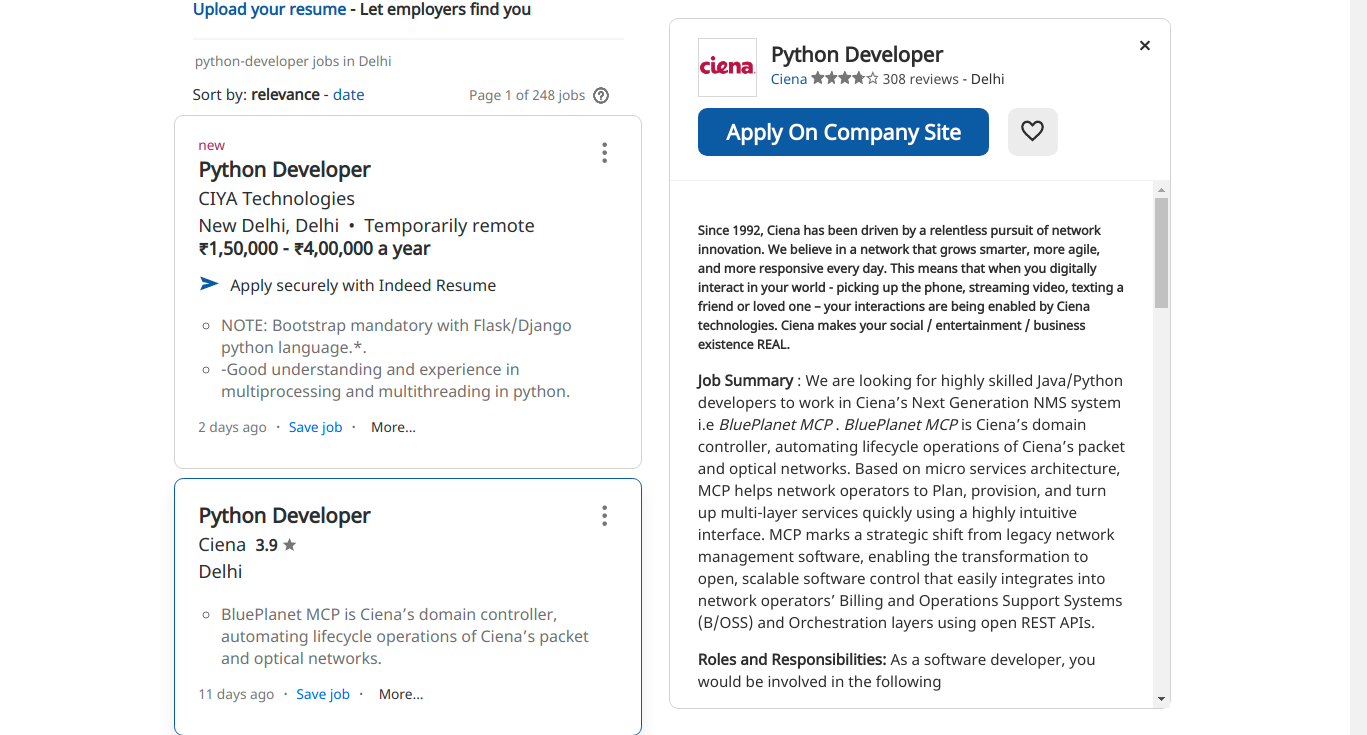 Upload your resume - Let employers find you
python-developer jobs in Delhi
Sort by: relevance - date
Page 1 of 248 jobs
new
Python Developer
CIYA Technologies
New Delhi, Delhi • Temporarily remote
₹1,50,000 - ₹4,00,000 a year
Apply securely with Indeed Resume
NOTE: Bootstrap mandatory with Flask/Django
python language.*.
-Good understanding and experience in
multiprocessing and multithreading in python.
2 days ago · Save job · More...
Python Developer
Ciena 3.9
Delhi
BluePlanet MCP is Ciena’s domain controller,
automating lifecycle operations of Ciena’s packet
and optical networks.
11 days ago · Save job · More...
ciena
Python Developer
Ciena 308 reviews - Delhi
Apply On Company Site
Since 1992, Ciena has been driven by a relentless pursuit of network
innovation. We believe in a network that grows smarter, more agile,
and more responsive every day. This means that when you digitally
interact in your world - picking up the phone, streaming video, texting a
friend or loved one – your interactions are being enabled by Ciena
technologies. Ciena makes your social / entertainment / business
existence REAL.
Job Summary : We are looking for highly skilled Java/Python
developers to work in Ciena’s Next Generation NMS system
i.e BluePlanet MCP . BluePlanet MCP is Ciena’s domain
controller, automating lifecycle operations of Ciena’s packet
and optical networks. Based on micro services architecture,
MCP helps network operators to Plan, provision, and turn
up multi-layer services quickly using a highly intuitive
interface. MCP marks a strategic shift from legacy network
management software, enabling the transformation to
open, scalable software control that easily integrates into
network operators’ Billing and Operations Support Systems
(B/OSS) and Orchestration layers using open REST APIs.
Roles and Responsibilities: As a software developer, you
would be involved in the following